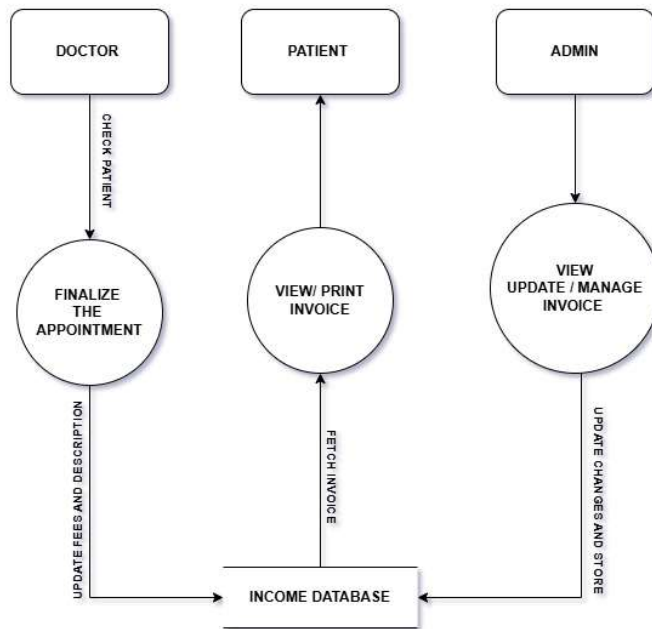 DOCTOR
PATIENT
ADMIN
CHECK PATIENT
FINALIZE
THE
APPOINTMENT
VIEW/ PRINT
INVOICE
VIEW
UPDATE / MANAGE
INVOICE
UPDATE FEES AND DESCRIPTION
FETCH INVOICE
UPDATE CHANGES AND STORE
INCOME DATABASE